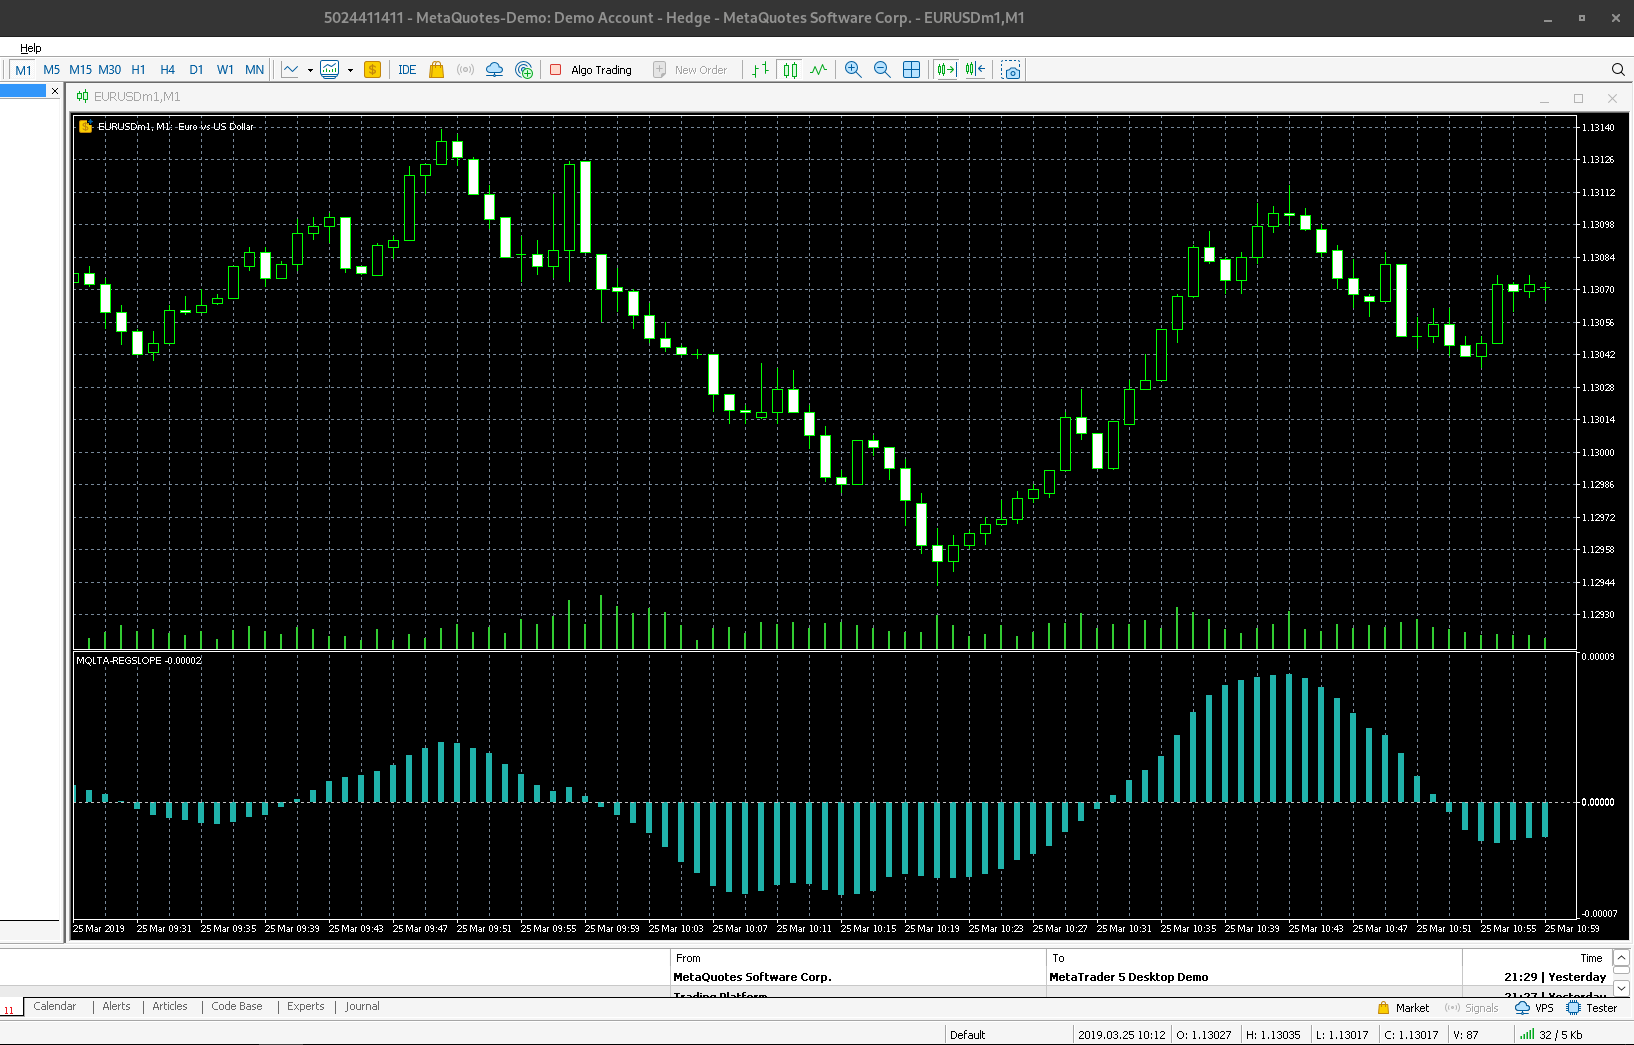 5024411411 - MetaQuotes-Demo: Demo Account - Hedge - MetaQuotes Software Corp. - EURUSDm1,M1
Help
M1 M5 M15 M30 H1 H4 D1 W1 MN IDE Algo Trading New Order
EURUSDm1,M1
EURUSDm1, M1: Euro vs US Dollar
1.13140
1.13126
1.13112
1.13098
1.13084
1.13070
1.13056
1.13042
1.13028
1.13014
1.13000
1.12986
1.12972
1.12958
1.12944
1.12930
MQLTA-REGSLOPE -0.00002
0.00009
0.00000
-0.00007
25 Mar 2019 25 Mar 09:31 25 Mar 09:35 25 Mar 09:39 25 Mar 09:43 25 Mar 09:47 25 Mar 09:51 25 Mar 09:55 25 Mar 09:59 25 Mar 10:03 25 Mar 10:07 25 Mar 10:11 25 Mar 10:15 25 Mar 10:19 25 Mar 10:23 25 Mar 10:27 25 Mar 10:31 25 Mar 10:35 25 Mar 10:39 25 Mar 10:43 25 Mar 10:47 25 Mar 10:51 25 Mar 10:55 25 Mar 10:59
From To Time
MetaQuotes Software Corp. MetaTrader 5 Desktop Demo 21:29 | Yesterday
Trading Platform 21:27 | Yesterday
11 Calendar | Alerts | Articles | Code Base | Experts | Journal Market Signals VPS Tester
Default 2019.03.25 10:12 O: 1.13027 H: 1.13035 L: 1.13017 C: 1.13017 V: 87 32 / 5 Kb